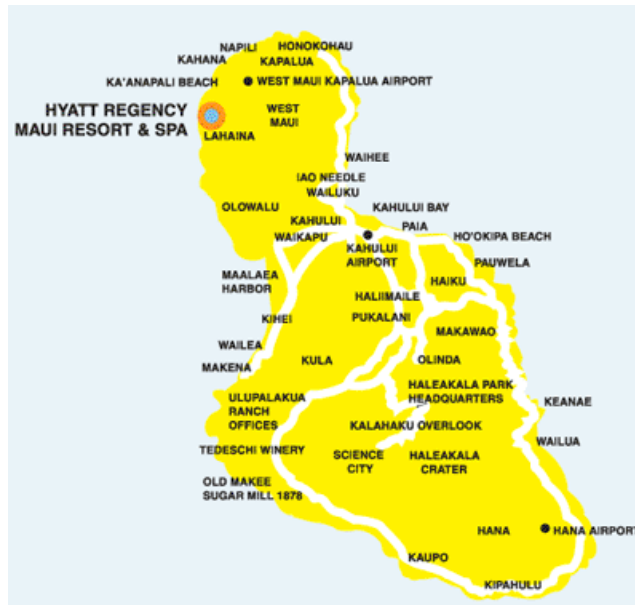 NAPILI
HONOKOHAU
KAHANA
KAPALUA
KA'ANAPALI BEACH
WEST MAUI KAPALUA AIRPORT
HYATT REGENCY
MAUI RESORT & SPA
WEST
MAUI
LAHAINA
WAIHEE
IAO NEEDLE
WAILUKU
OLOWALU
KAHULUI BAY
KAHULUI
PAIA
WAIKAPU
HO'OKIPA BEACH
KAHULUI
AIRPORT
PAUWELA
MAALAEA
HARBOR
HAIKU
HALIIMAILE
KIHEI
PUKALANI
MAKAWAO
WAILEA
KULA
OLINDA
MAKENA
HALEAKALA PARK
HEADQUARTERS
ULUPALAKUA
RANCH
OFFICES
KEANAE
KALAHAKU OVERLOOK
WAILUA
TEDESCHI WINERY
SCIENCE
CITY
HALEAKALA
CRATER
OLD MAKEE
SUGAR MILL 1878
HANA
HANA AIRPORT
KAUPO
KIPAHULU